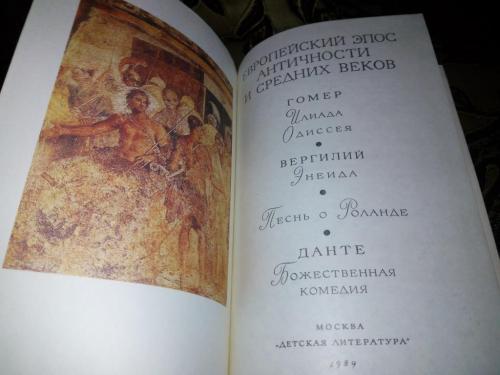 ЕВРОПЕЙСКИЙ ЭПОС
АНТИЧНОСТИ
И СРЕДНИХ ВЕКОВ
ГОМЕР
Илиада
Одиссея
•
ВЕРГИЛИЙ
Энеида
•
Песнь о Роланде
•
ДАНТЕ
Божественная
комедия
МОСКВА
"ДЕТСКАЯ ЛИТЕРАТУРА"
1989